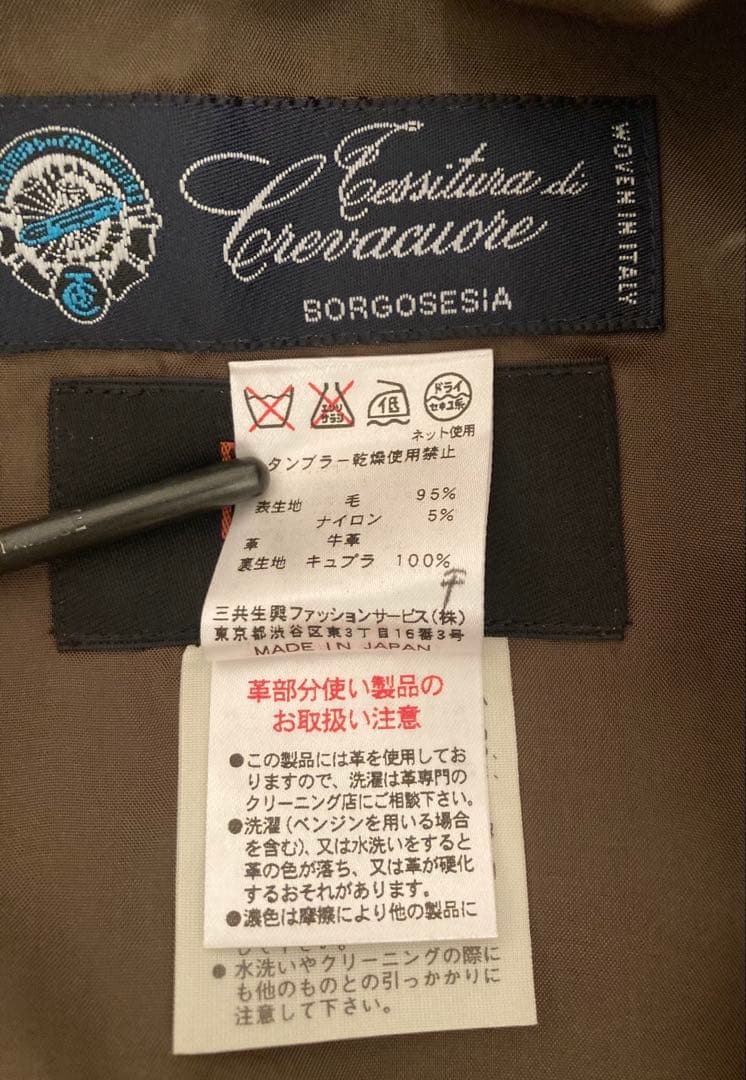 Tessitura di
Crevacuore
BORGOSESIA
WOVEN IN ITALY
エンソ
サラシ
低
ドライ
セキユ系
ネット使用
タンブラー乾燥使用禁止
表生地 毛 95%
ナイロン 5%
革 牛革
裏生地 キュプラ 100%
三共生興ファッションサービス(株)
東京都渋谷区東3丁目16番3号
MADE IN JAPAN
革部分使い製品の
お取扱い注意
●この製品には革を使用してお
りますので、洗濯は革専門の
クリーニング店にご相談下さい。
●洗濯(ベンジンを用いる場合
を含む)、又は水洗いをすると
革の色が落ち、又は革が硬化
するおそれがあります。
●濃色は摩擦により他の製品に
して下さい。
●水洗いやクリーニングの際に
も他のものとの引っかかりに
注意して下さい。